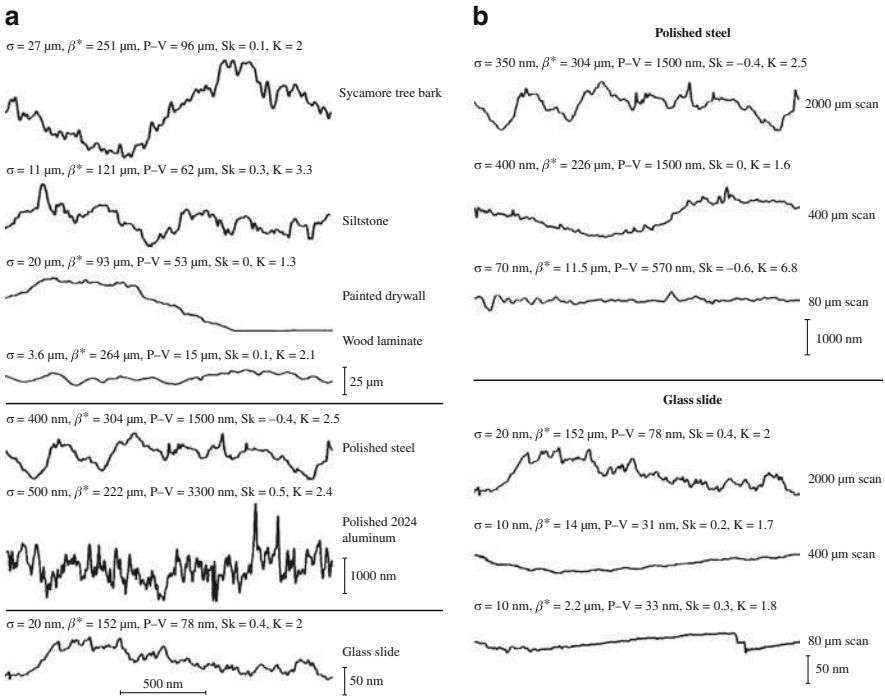 a
σ = 27 μm, β* = 251 μm, P–V = 96 μm, Sk = 0.1, K = 2
Sycamore tree bark
σ = 11 μm, β* = 121 μm, P–V = 62 μm, Sk = 0.3, K = 3.3
Siltstone
σ = 20 μm, β* = 93 μm, P–V = 53 μm, Sk = 0, K = 1.3
Painted drywall
Wood laminate
σ = 3.6 μm, β* = 264 μm, P–V = 15 μm, Sk = 0.1, K = 2.1
25 μm
σ = 400 nm, β* = 304 μm, P–V = 1500 nm, Sk = –0.4, K = 2.5
Polished steel
σ = 500 nm, β* = 222 μm, P–V = 3300 nm, Sk = 0.5, K = 2.4
Polished 2024
aluminum
1000 nm
σ = 20 nm, β* = 152 μm, P–V = 78 nm, Sk = 0.4, K = 2
Glass slide
50 nm
500 nm
b
Polished steel
σ = 350 nm, β* = 304 μm, P–V = 1500 nm, Sk = –0.4, K = 2.5
2000 μm scan
σ = 400 nm, β* = 226 μm, P–V = 1500 nm, Sk = 0, K = 1.6
400 μm scan
σ = 70 nm, β* = 11.5 μm, P–V = 570 nm, Sk = –0.6, K = 6.8
80 μm scan
1000 nm
Glass slide
σ = 20 nm, β* = 152 μm, P–V = 78 nm, Sk = 0.4, K = 2
2000 μm scan
σ = 10 nm, β* = 14 μm, P–V = 31 nm, Sk = 0.2, K = 1.7
400 μm scan
σ = 10 nm, β* = 2.2 μm, P–V = 33 nm, Sk = 0.3, K = 1.8
80 μm scan
50 nm